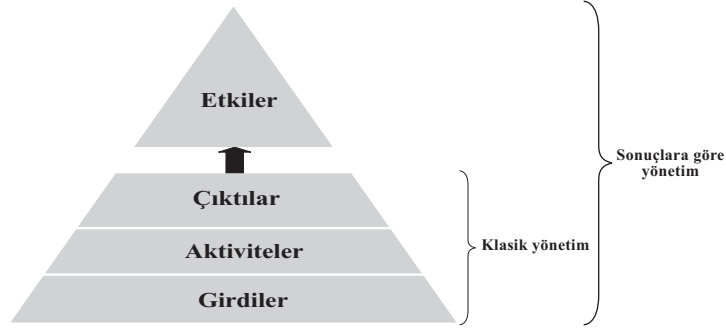 Etkiler
Çıktılar
Aktiviteler
Girdiler
Klasik yönetim
Sonuçlara göre
yönetim